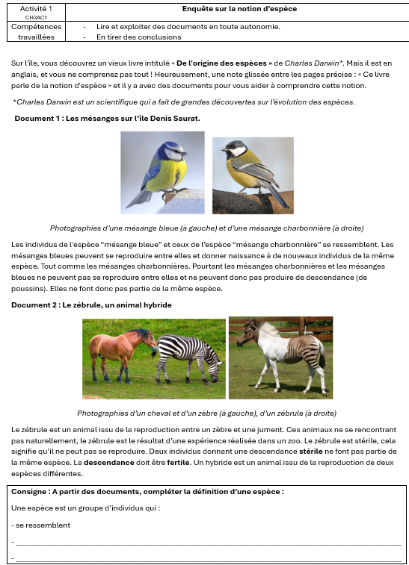 Activité 1
CH3AC1
Enquête sur la notion d'espèce
Compétences travaillées
- Lire et exploiter des documents en toute autonomie.
- En tirer des conclusions
Sur l'île, vous découvrez un vieux livre intitulé « De l'origine des espèces » de Charles Darwin*. Mais il est en
anglais, et vous ne comprenez pas tout ! Heureusement, une note glissée entre les pages précise : « Ce livre
parle de la notion d'espèce » et il y a avec des documents pour vous aider à comprendre cette notion.
*Charles Darwin est un scientifique qui a fait de grandes découvertes sur l'évolution des espèces.
Document 1 : Les mésanges sur l'île Denis Saurat.
Photographies d'une mésange bleue (à gauche) et d'une mésange charbonnière (à droite)
Les individus de l'espèce "mésange bleue" et ceux de l'espèce "mésange charbonnière" se ressemblent. Les
mésanges bleues peuvent se reproduire entre elles et donner naissance à de nouveaux individus de la même
espèce. Tout comme les mésanges charbonnières. Pourtant les mésanges charbonnières et les mésanges
bleues ne peuvent pas se reproduire entre elles et ne peuvent donc pas produire de descendance (de
poussins). Elles ne font donc pas partie de la même espèce.
Document 2 : Le zébrule, un animal hybride
Photographies d'un cheval et d'un zèbre (à gauche), d'un zébrule (à droite)
Le zébrule est un animal issu de la reproduction entre un zèbre et une jument. Ces animaux ne se rencontrant
pas naturellement, le zébrule est le résultat d'une expérience réalisée dans un zoo. Le zébrule est stérile, cela
signifie qu'il ne peut pas se reproduire. Deux individus donnant une descendance stérile ne font pas partie de
la même espèce. La descendance doit être fertile. Un hybride est un animal issu de la reproduction de deux
espèces différentes.
Consigne : A partir des documents, compléter la définition d'une espèce :
Une espèce est un groupe d'individus qui :
- se ressemblent
-
-